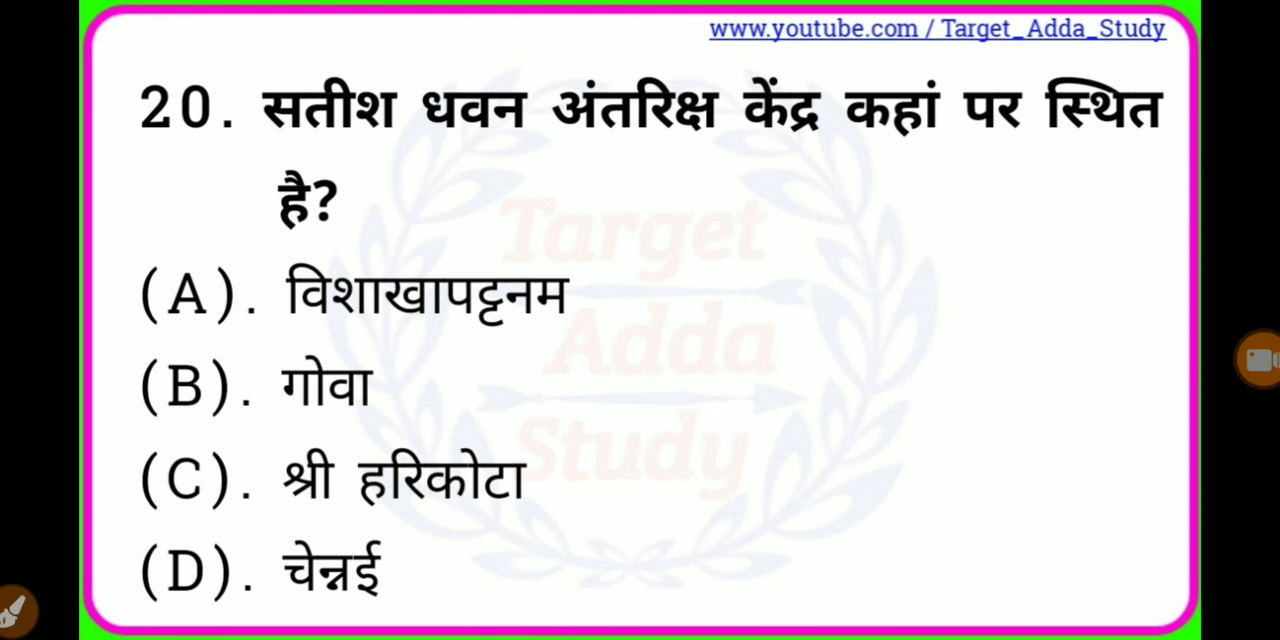 www.youtube.com / Target_Adda_Study
20. सतीश धवन अंतरिक्ष केंद्र कहां पर स्थित
है?
Target
(A). विशाखापट्टनम
Adda
(B). गोवा
Study
(C). श्री हरिकोटा
(D). चेन्नई